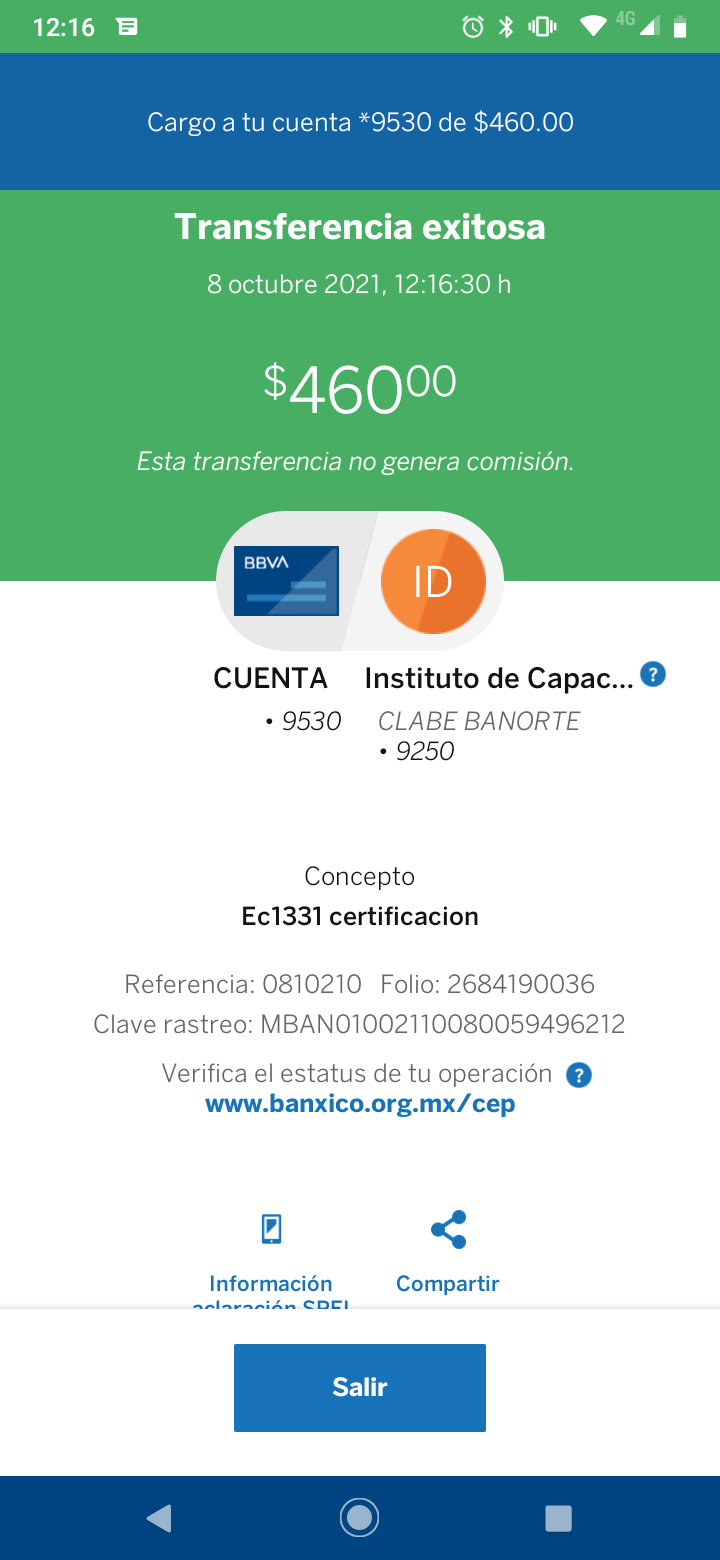 12:16
4G
Cargo a tu cuenta *9530 de $460.00
Transferencia exitosa
8 octubre 2021, 12:16:30 h
$46000
Esta transferencia no genera comisión.
BBVA
ID
CUENTA
• 9530
Instituto de Capac...
?
CLABE BANORTE
• 9250
Concepto
Ec1331 certificacion
Referencia: 0810210 Folio: 2684190036
Clave rastreo: MBAN01002110080059496212
Verifica el estatus de tu operación ?
www.banxico.org.mx/cep
Información
aclaración SPEI
Compartir
Salir